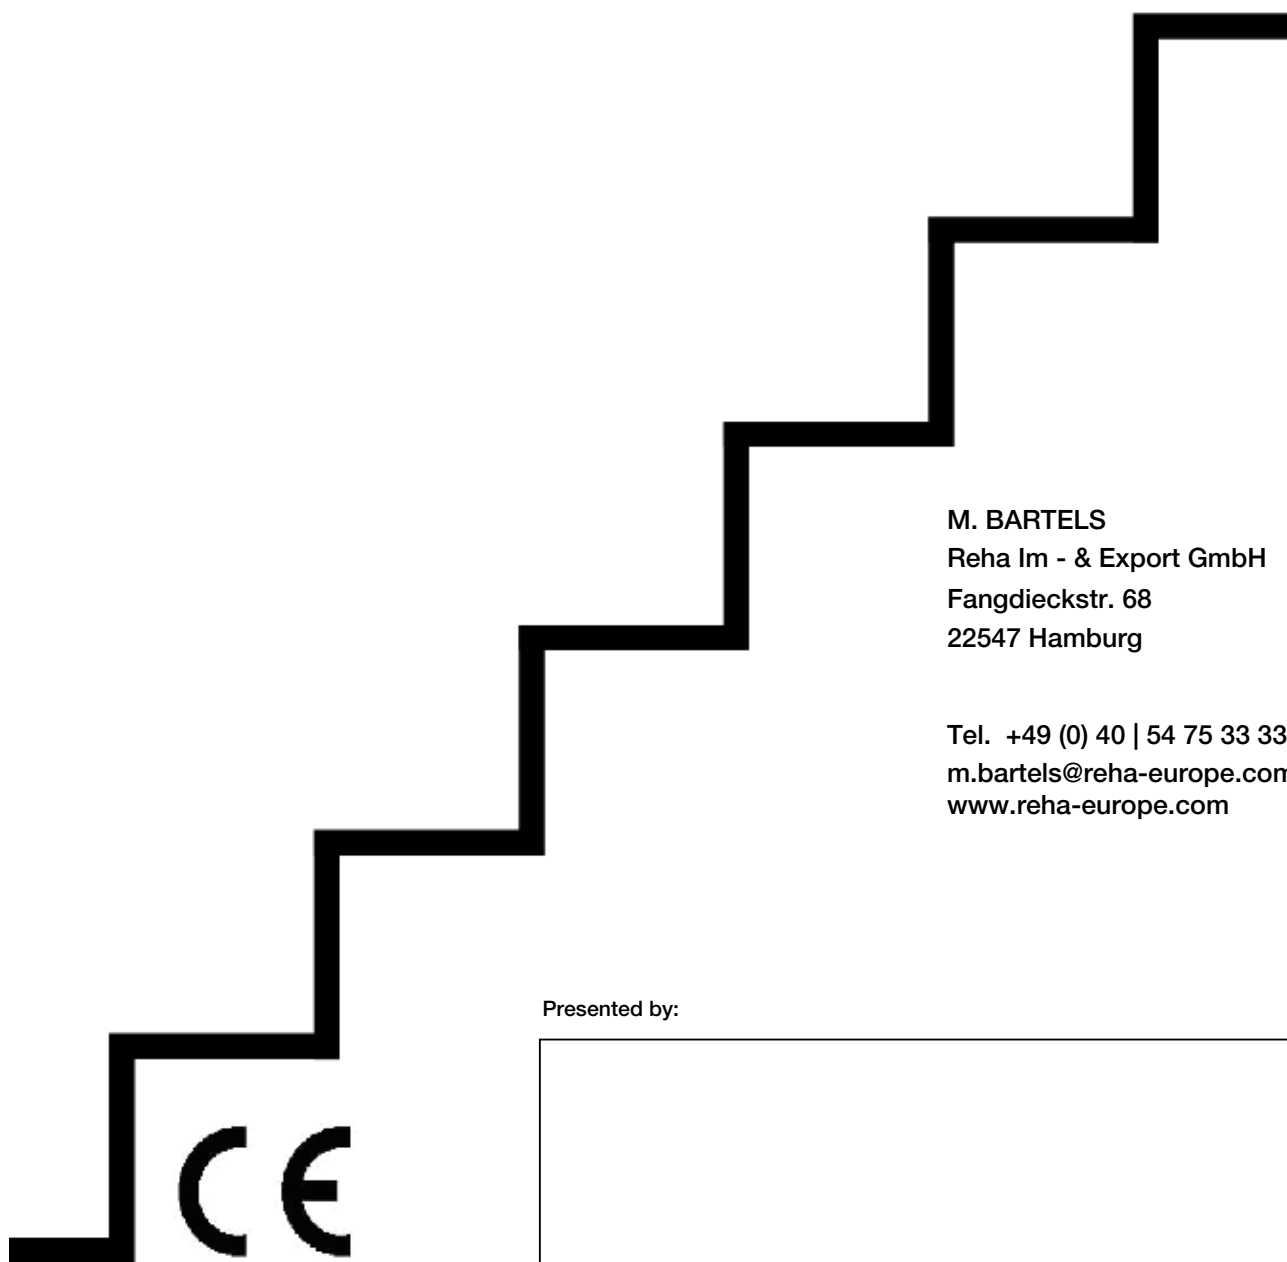 M. BARTELS
Reha Im - & Export GmbH
Fangdieckstr. 68
22547 Hamburg
Tel. +49 (0) 40 | 54 75 33 33
m.bartels@reha-europe.com
www.reha-europe.com
Presented by:
CE